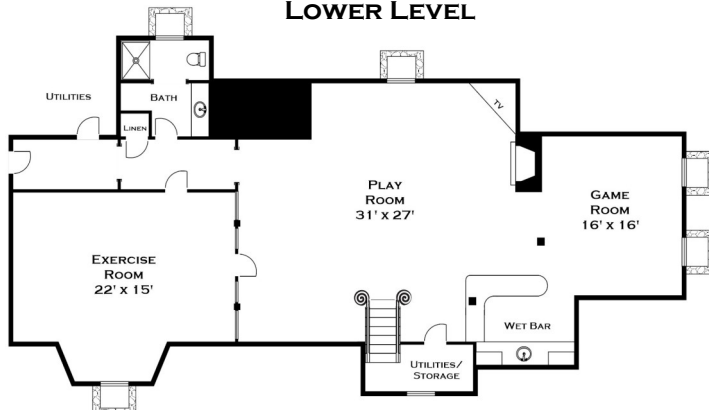 LOWER LEVEL
UTILITIES
BATH
LINEN
TV
PLAY
ROOM
31' x 27'
GAME
ROOM
16' x 16'
EXERCISE
ROOM
22' x 15'
WET BAR
UTILITIES/
STORAGE